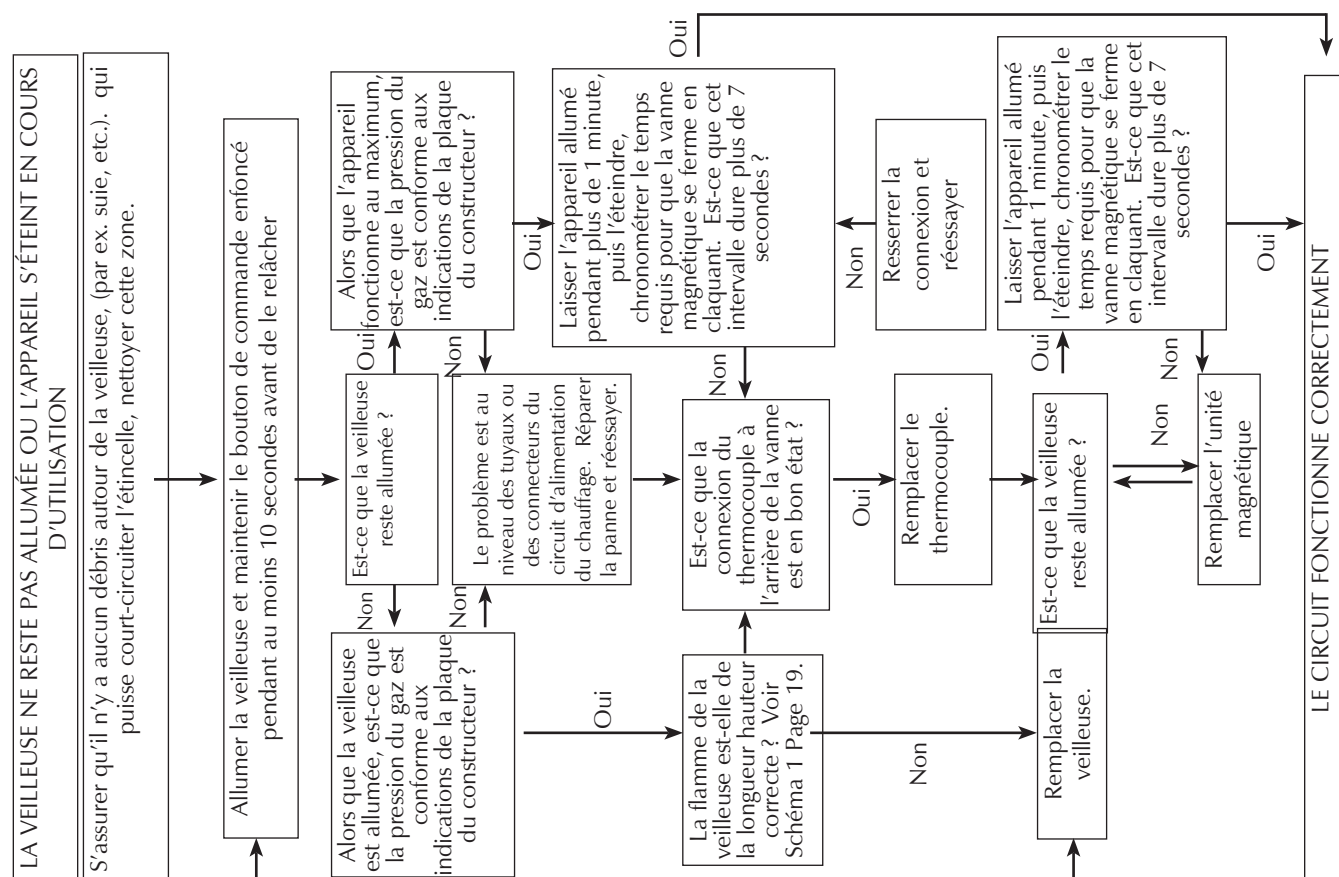 LA VEILLEUSE NE RESTE PAS ALLUMÉE OU L'APPAREIL S'ÉTEINT EN COURS
D'UTILISATION
S'assurer qu'il n'y a aucun débris autour de la veilleuse, (par ex. suie, etc.). qui
puisse court-circuiter l'étincelle, nettoyer cette zone.
Allumer la veilleuse et maintenir le bouton de commande enfoncé
pendant au moins 10 secondes avant de le relâcher
Est-ce que la veilleuse
reste allumée ?
Non
Oui
Alors que la veilleuse
est allumée, est-ce que
la pression du gaz est
conforme aux
indications de la plaque
du constructeur ?
Alors que l'appareil
fonctionne au maximum,
est-ce que la pression du
gaz est conforme aux
indications de la plaque
du constructeur ?
Non
Non
Oui
Oui
Le problème est au
niveau des tuyaux ou
des connecteurs du
circuit d'alimentation
du chauffage. Réparer
la panne et réessayer.
Laisser l'appareil allumé
pendant plus de 1 minute,
puis l'éteindre,
chronométrer le temps
requis pour que la vanne
magnétique se ferme en
claquant. Est-ce que cet
intervalle dure plus de 7
secondes ?
Oui
Non
La flamme de la
veilleuse est-elle de
la longueur hauteur
correcte ? Voir
Schéma 1 Page 19.
Est-ce que la
connexion du
thermocouple à
l'arrière de la vanne
est en bon état ?
Non
Oui
Non
Resserrer la
connexion et
réessayer
Remplacer le
thermocouple.
Remplacer la
veilleuse.
Est-ce que la veilleuse
reste allumée ?
Oui
Laisser l'appareil allumé
pendant 1 minute, puis
l'éteindre, chronométrer le
temps requis pour que la
vanne magnétique se ferme
en claquant. Est-ce que cet
intervalle dure plus de 7
secondes ?
Non
Non
Oui
Remplacer l'unité
magnétique
LE CIRCUIT FONCTIONNE CORRECTEMENT